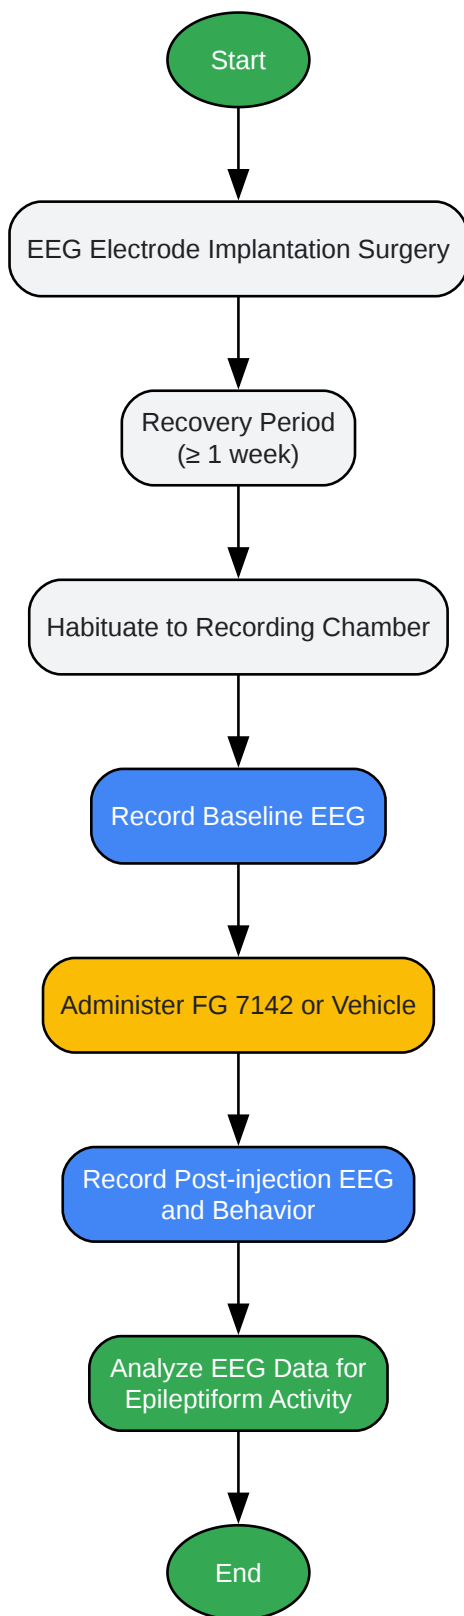 Start
EEG Electrode Implantation Surgery
Recovery Period
(≥ 1 week)
Habituate to Recording Chamber
Record Baseline EEG
Administer FG 7142 or Vehicle
Record Post-injection EEG
and Behavior
Analyze EEG Data for
Epileptiform Activity
End